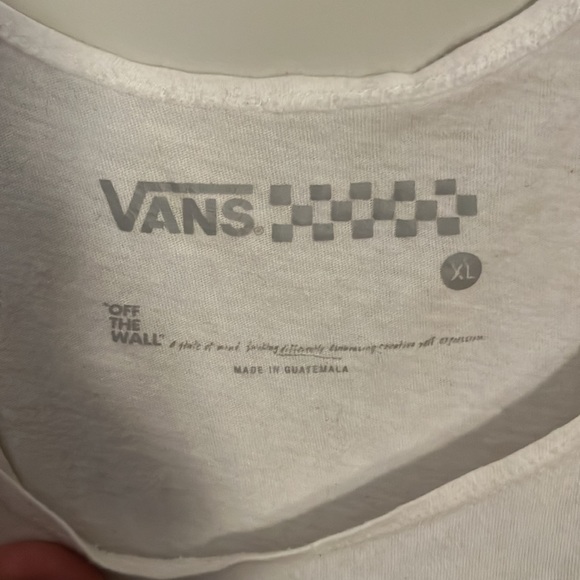 VANS®
XL
"OFF
THE
WALL" A state of mind. thinking differently. Embracing creative self expression.
MADE IN GUATEMALA